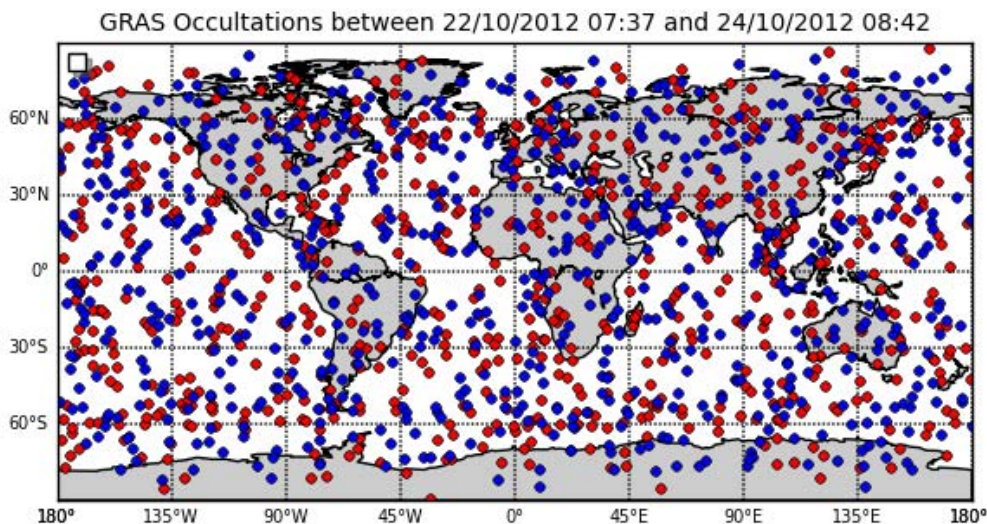 GRAS Occultations between 22/10/2012 07:37 and 24/10/2012 08:42
60°N
30°N
0°
30°S
60°S
180° 135°W 90°W 45°W 0° 45°E 90°E 135°E 180°